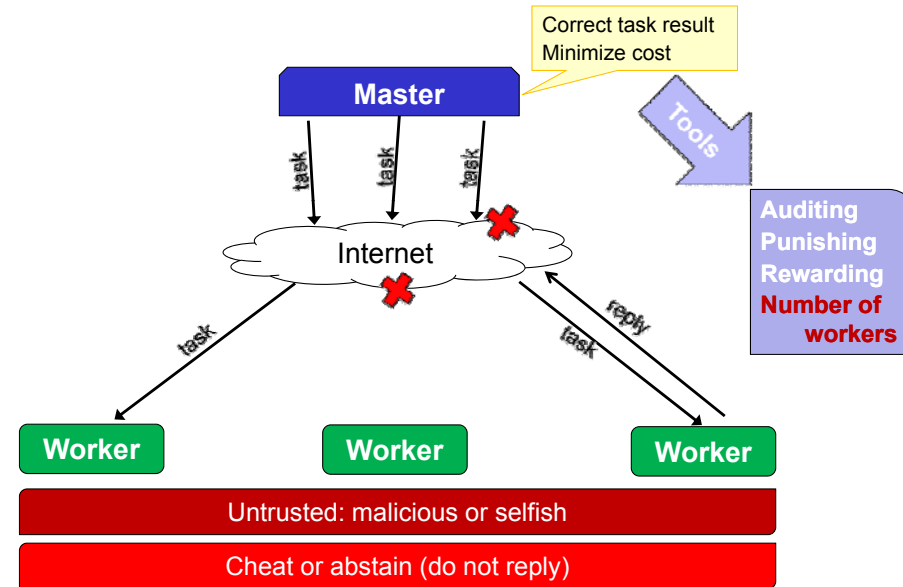 Correct task result
Minimize cost
Master
Tools
task
task
task
Auditing
Punishing
Rewarding
Number of
workers
Internet
task
task
reply
Worker
Worker
Worker
Untrusted: malicious or selfish
Cheat or abstain (do not reply)